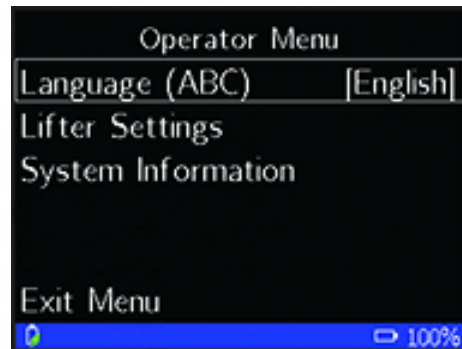 Operator Menu
Language (ABC) [English]
Lifter Settings
System Information
Exit Menu
100%